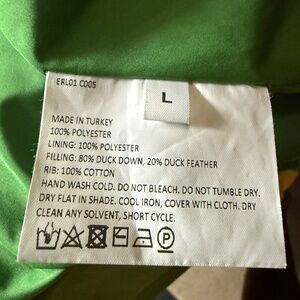 ERL01 C005
L
MADE IN TURKEY
100% POLYESTER
LINING: 100% POLYESTER
FILLING: 80% DUCK DOWN, 20% DUCK FEATHER
RIB: 100% COTTON
HAND WASH COLD. DO NOT BLEACH. DO NOT TUMBLE DRY.
DRY FLAT IN SHADE. COOL IRON, COVER WITH CLOTH. DRY
CLEAN ANY SOLVENT, SHORT CYCLE.
P